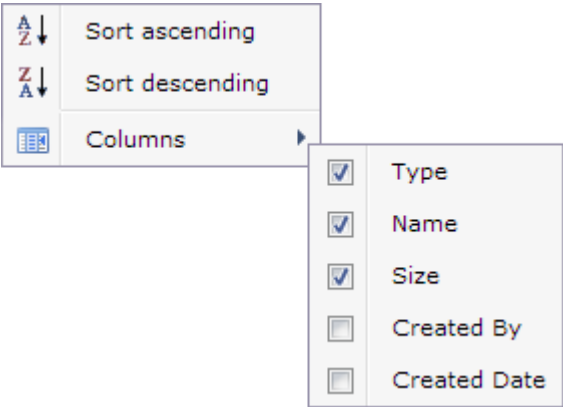 Sort ascending
Sort descending
Columns
Type
Name
Size
Created By
Created Date